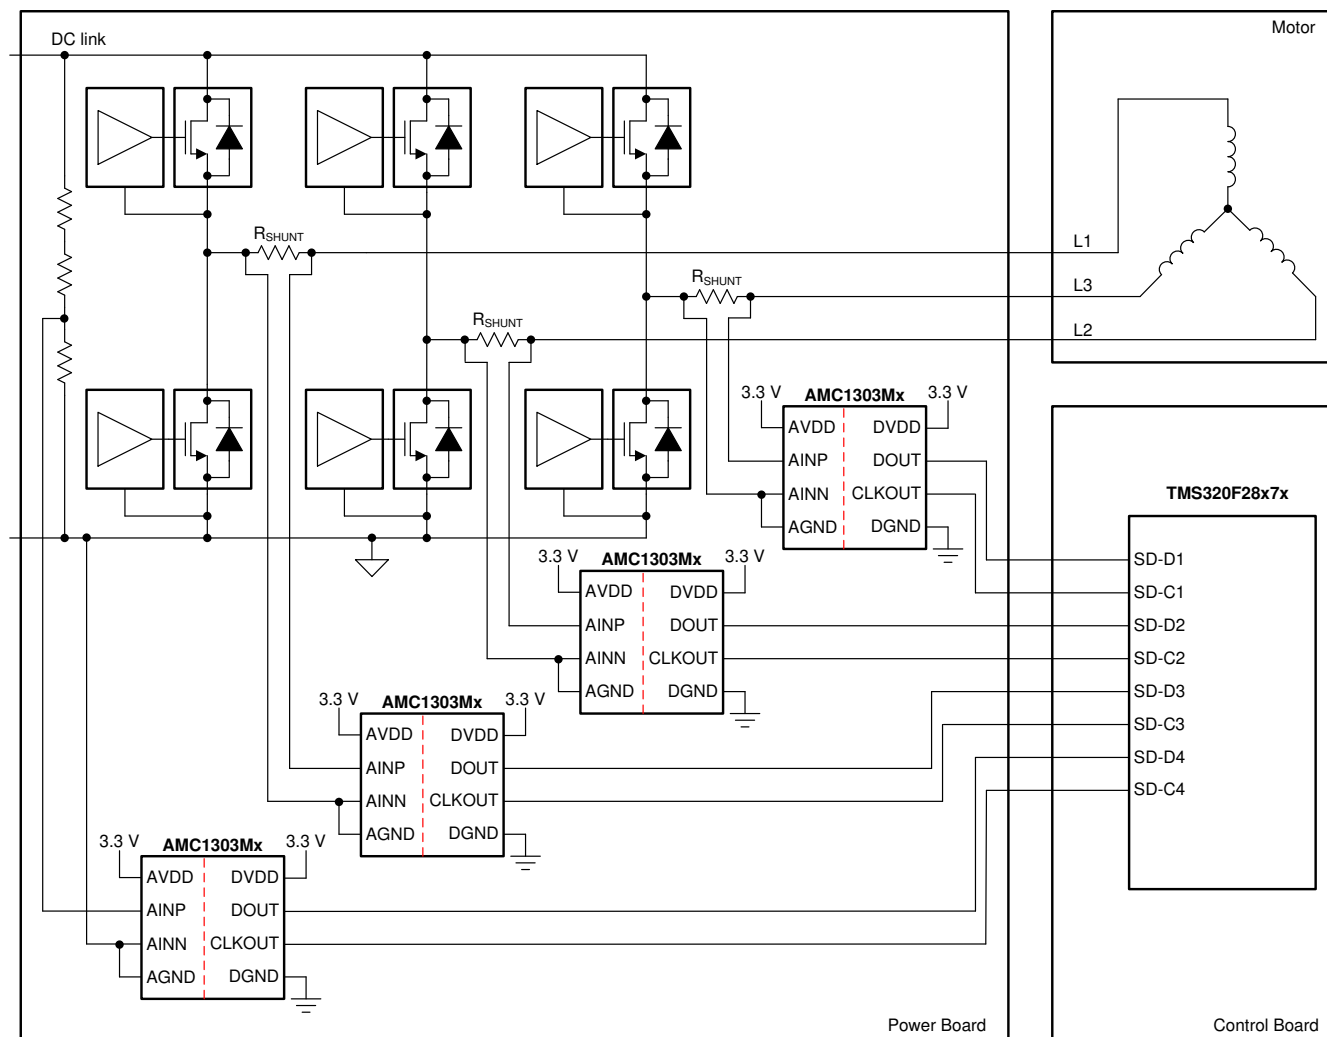 DC link
Motor
RSHUNT
L1
RSHUNT
L3
RSHUNT
L2
3.3 V
AMC1303Mx
3.3 V
AVDD
DVDD
AINP
DOUT
AINN
CLKOUT
AGND
DGND
TMS320F28x7x
SD-D1
SD-C1
SD-D2
SD-C2
SD-D3
SD-C3
SD-D4
SD-C4
3.3 V
AMC1303Mx
3.3 V
AVDD
DVDD
AINP
DOUT
AINN
CLKOUT
AGND
DGND
3.3 V
AMC1303Mx
3.3 V
AVDD
DVDD
AINP
DOUT
AINN
CLKOUT
AGND
DGND
3.3 V
AMC1303Mx
3.3 V
AVDD
DVDD
AINP
DOUT
AINN
CLKOUT
AGND
DGND
Power Board
Control Board